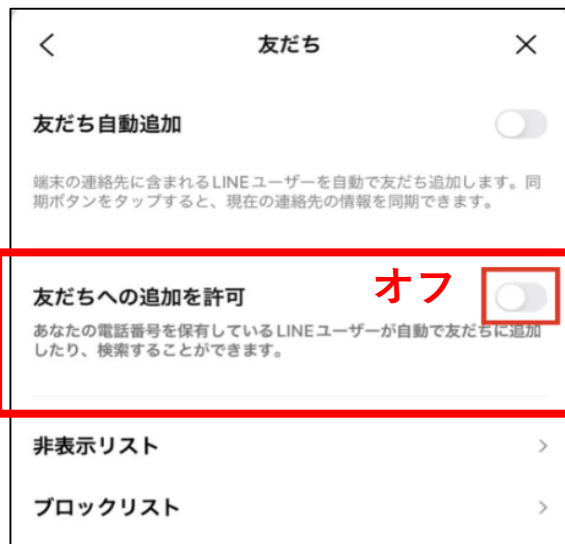 友だち
友だち自動追加
端末の連絡先に含まれるLINEユーザーを自動で友だち追加します。同
期ボタンをタップすると、現在の連絡先の情報を同期できます。
友だちへの追加を許可
オフ
あなたの電話番号を保有しているLINEユーザーが自動で友だちに追加
したり、検索することができます。
非表示リスト
ブロックリスト